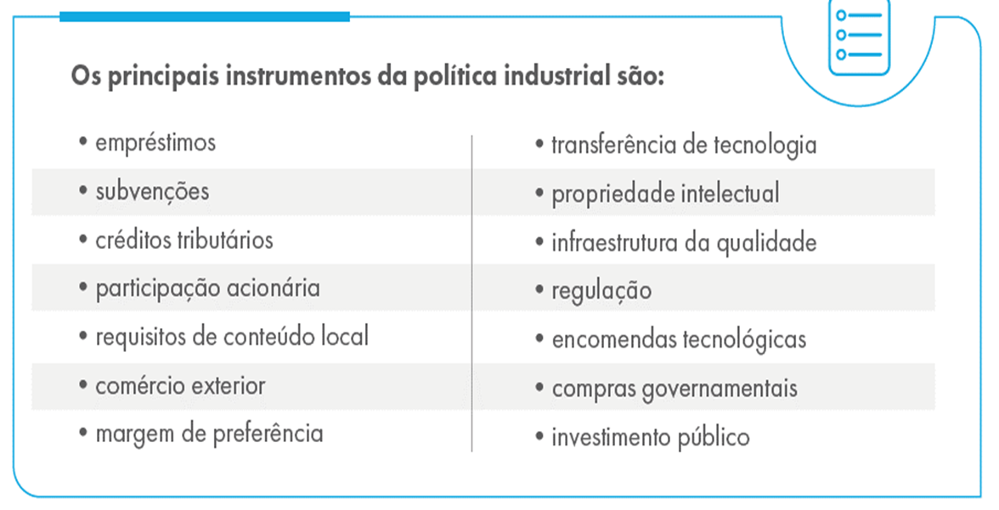 Os principais instrumentos da política industrial são:
• empréstimos
• subvenções
• créditos tributários
• participação acionária
• requisitos de conteúdo local
• comércio exterior
• margem de preferência
• transferência de tecnologia
• propriedade intelectual
• infraestrutura da qualidade
• regulação
• encomendas tecnológicas
• compras governamentais
• investimento público